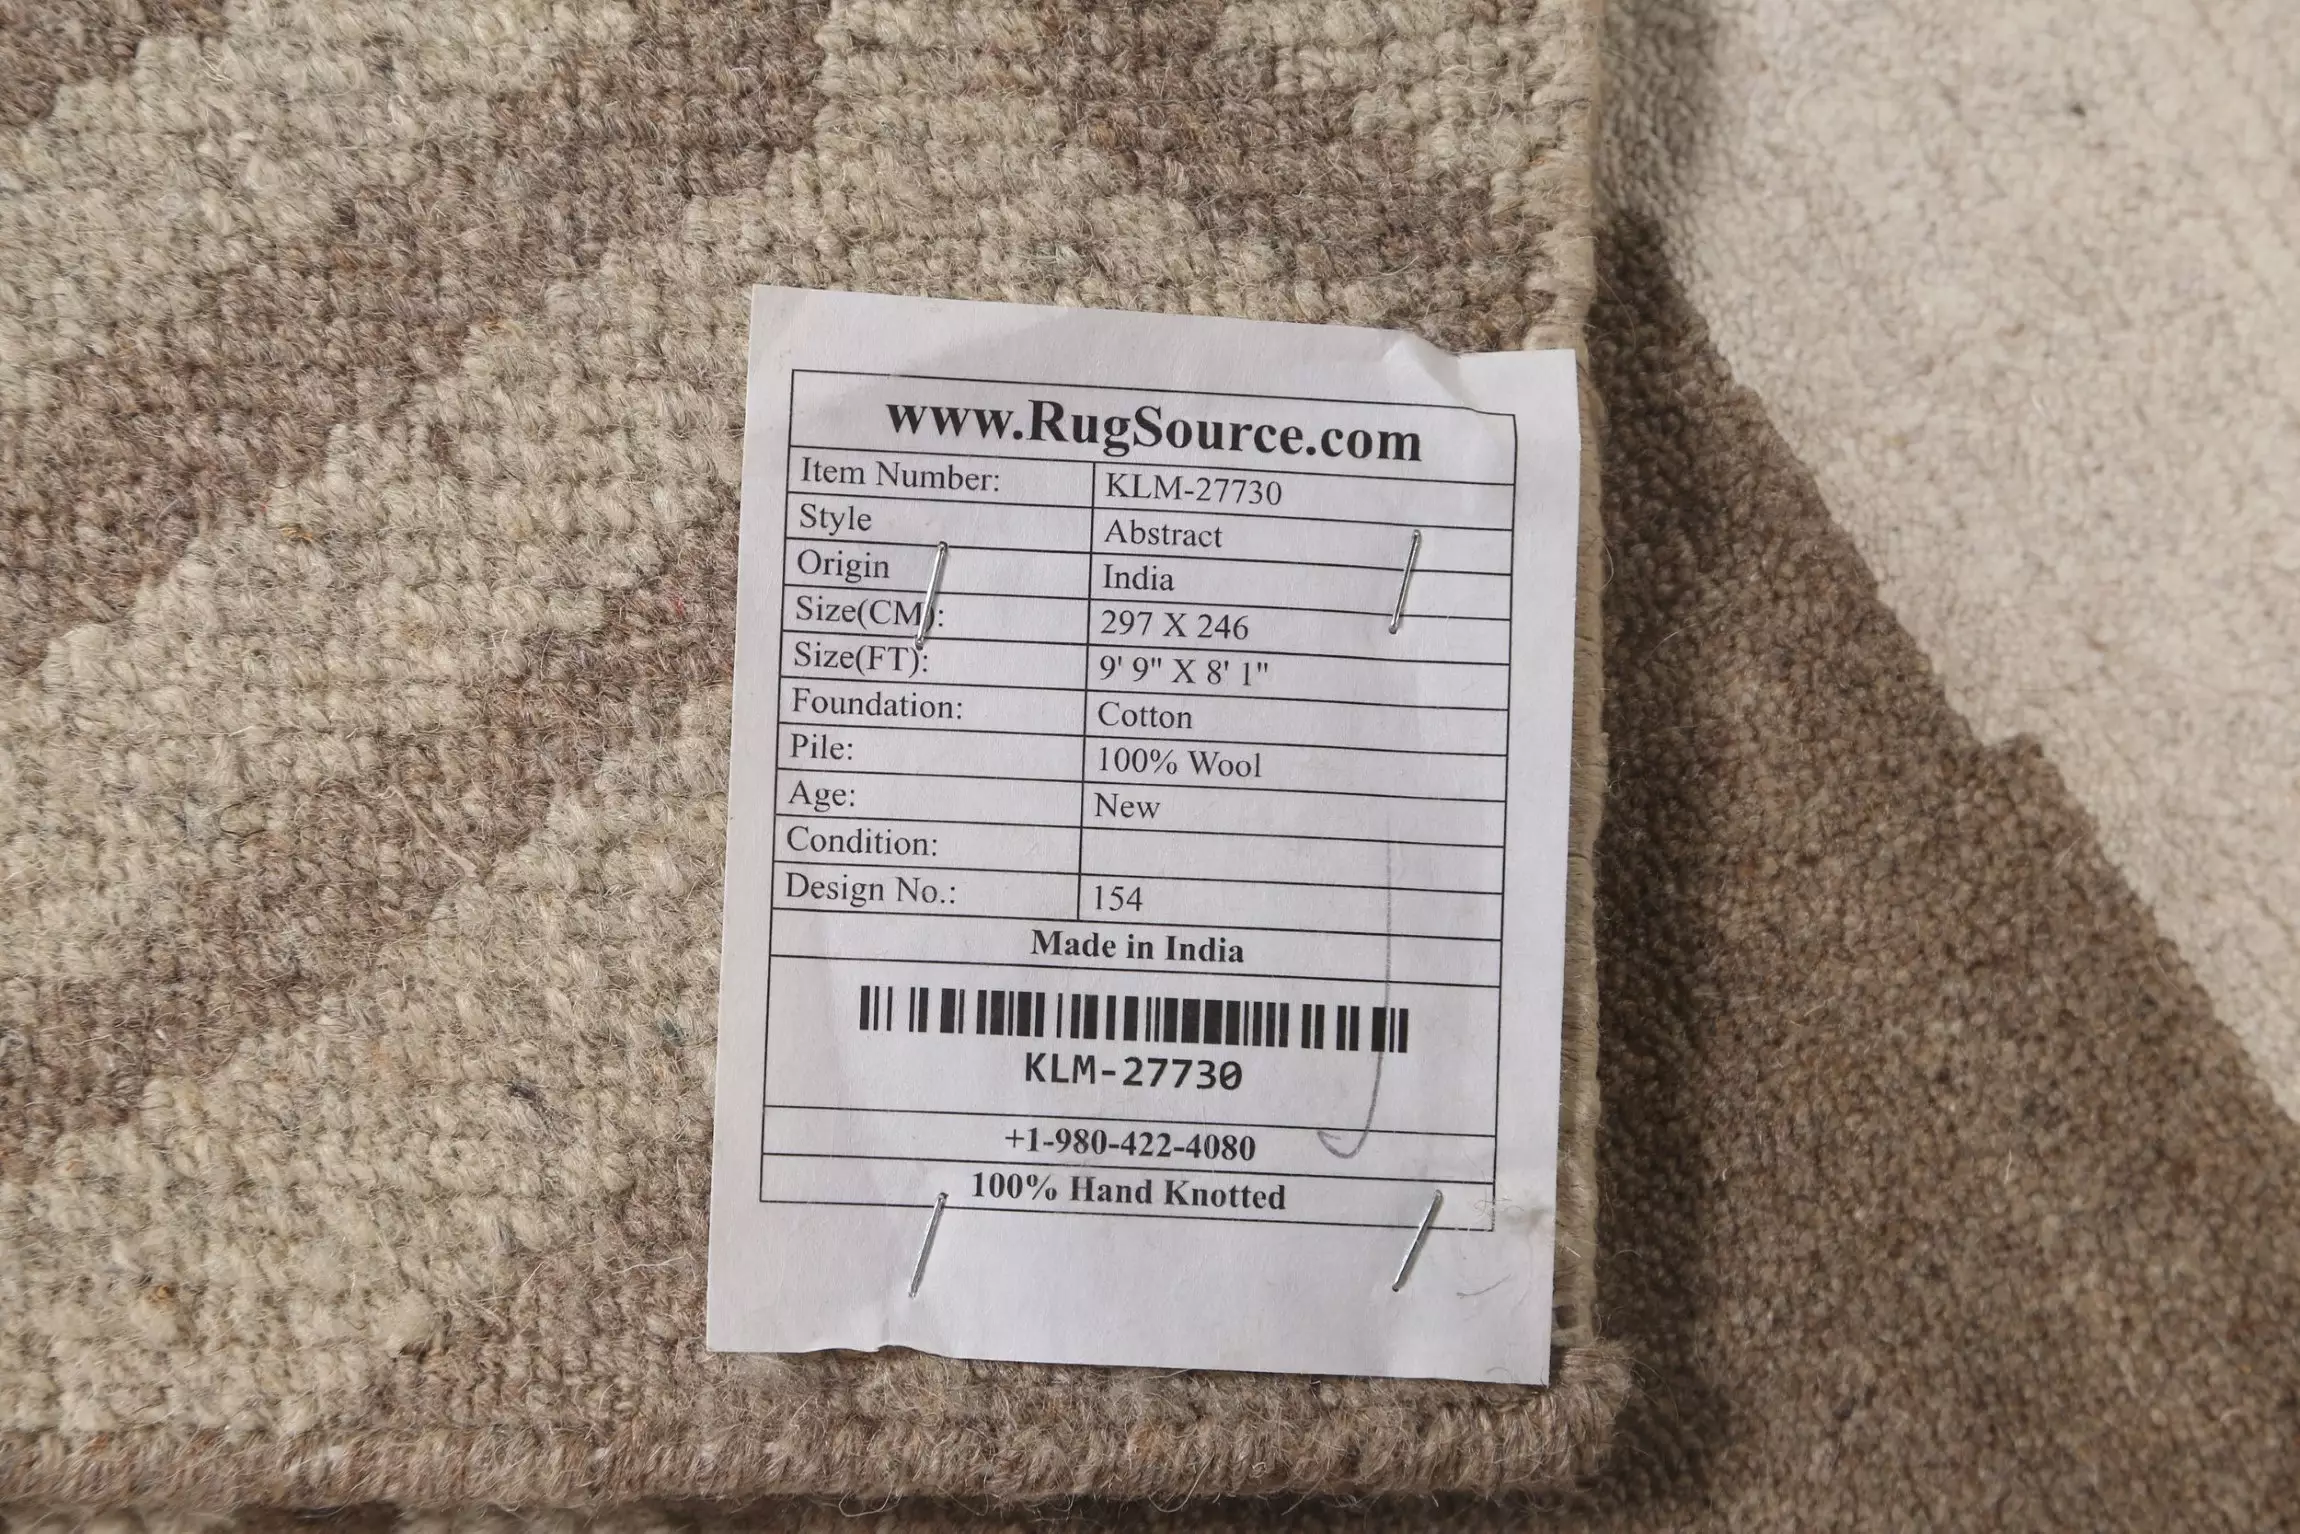 www.RugSource.com
Item Number: KLM-27730
Style Abstract
Origin India
Size(CM): 297 X 246
Size(FT): 9' 9" X 8' 1"
Foundation: Cotton
Pile: 100% Wool
Age: New
Condition:
Design No.: 154
Made in India
KLM-27730
+1-980-422-4080
100% Hand Knotted